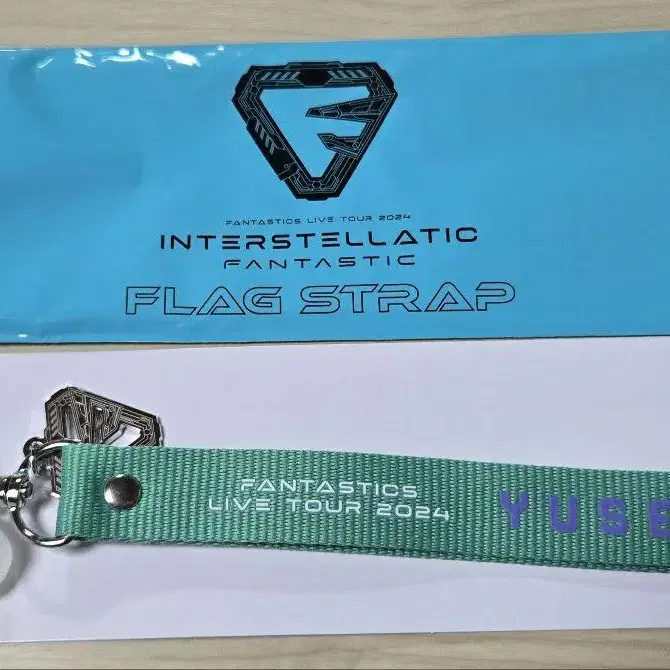 FANTASTICS LIVE TOUR 2024
INTERSTELLATIC
FANTASTIC
FLAG STRAP
FANTASTICS
LIVE TOUR 2024
YUSE